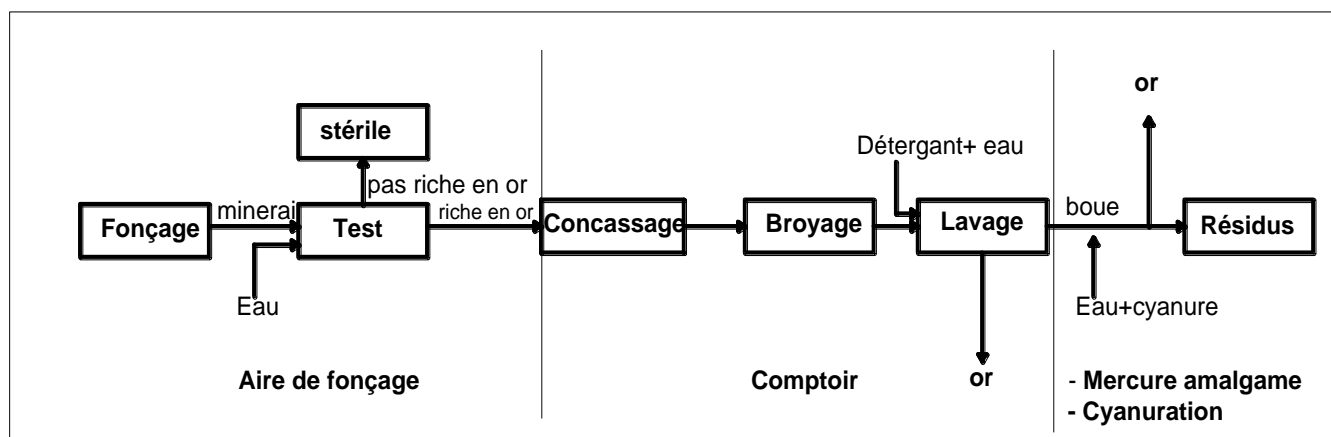 or
stérile
Détergant+ eau
pas riche en or
minerai
riche en or
boue
Fonçage
Test
Concassage
Broyage
Lavage
Résidus
Eau
Eau+cyanure
Aire de fonçage
Comptoir
or
- Mercure amalgame
- Cyanuration